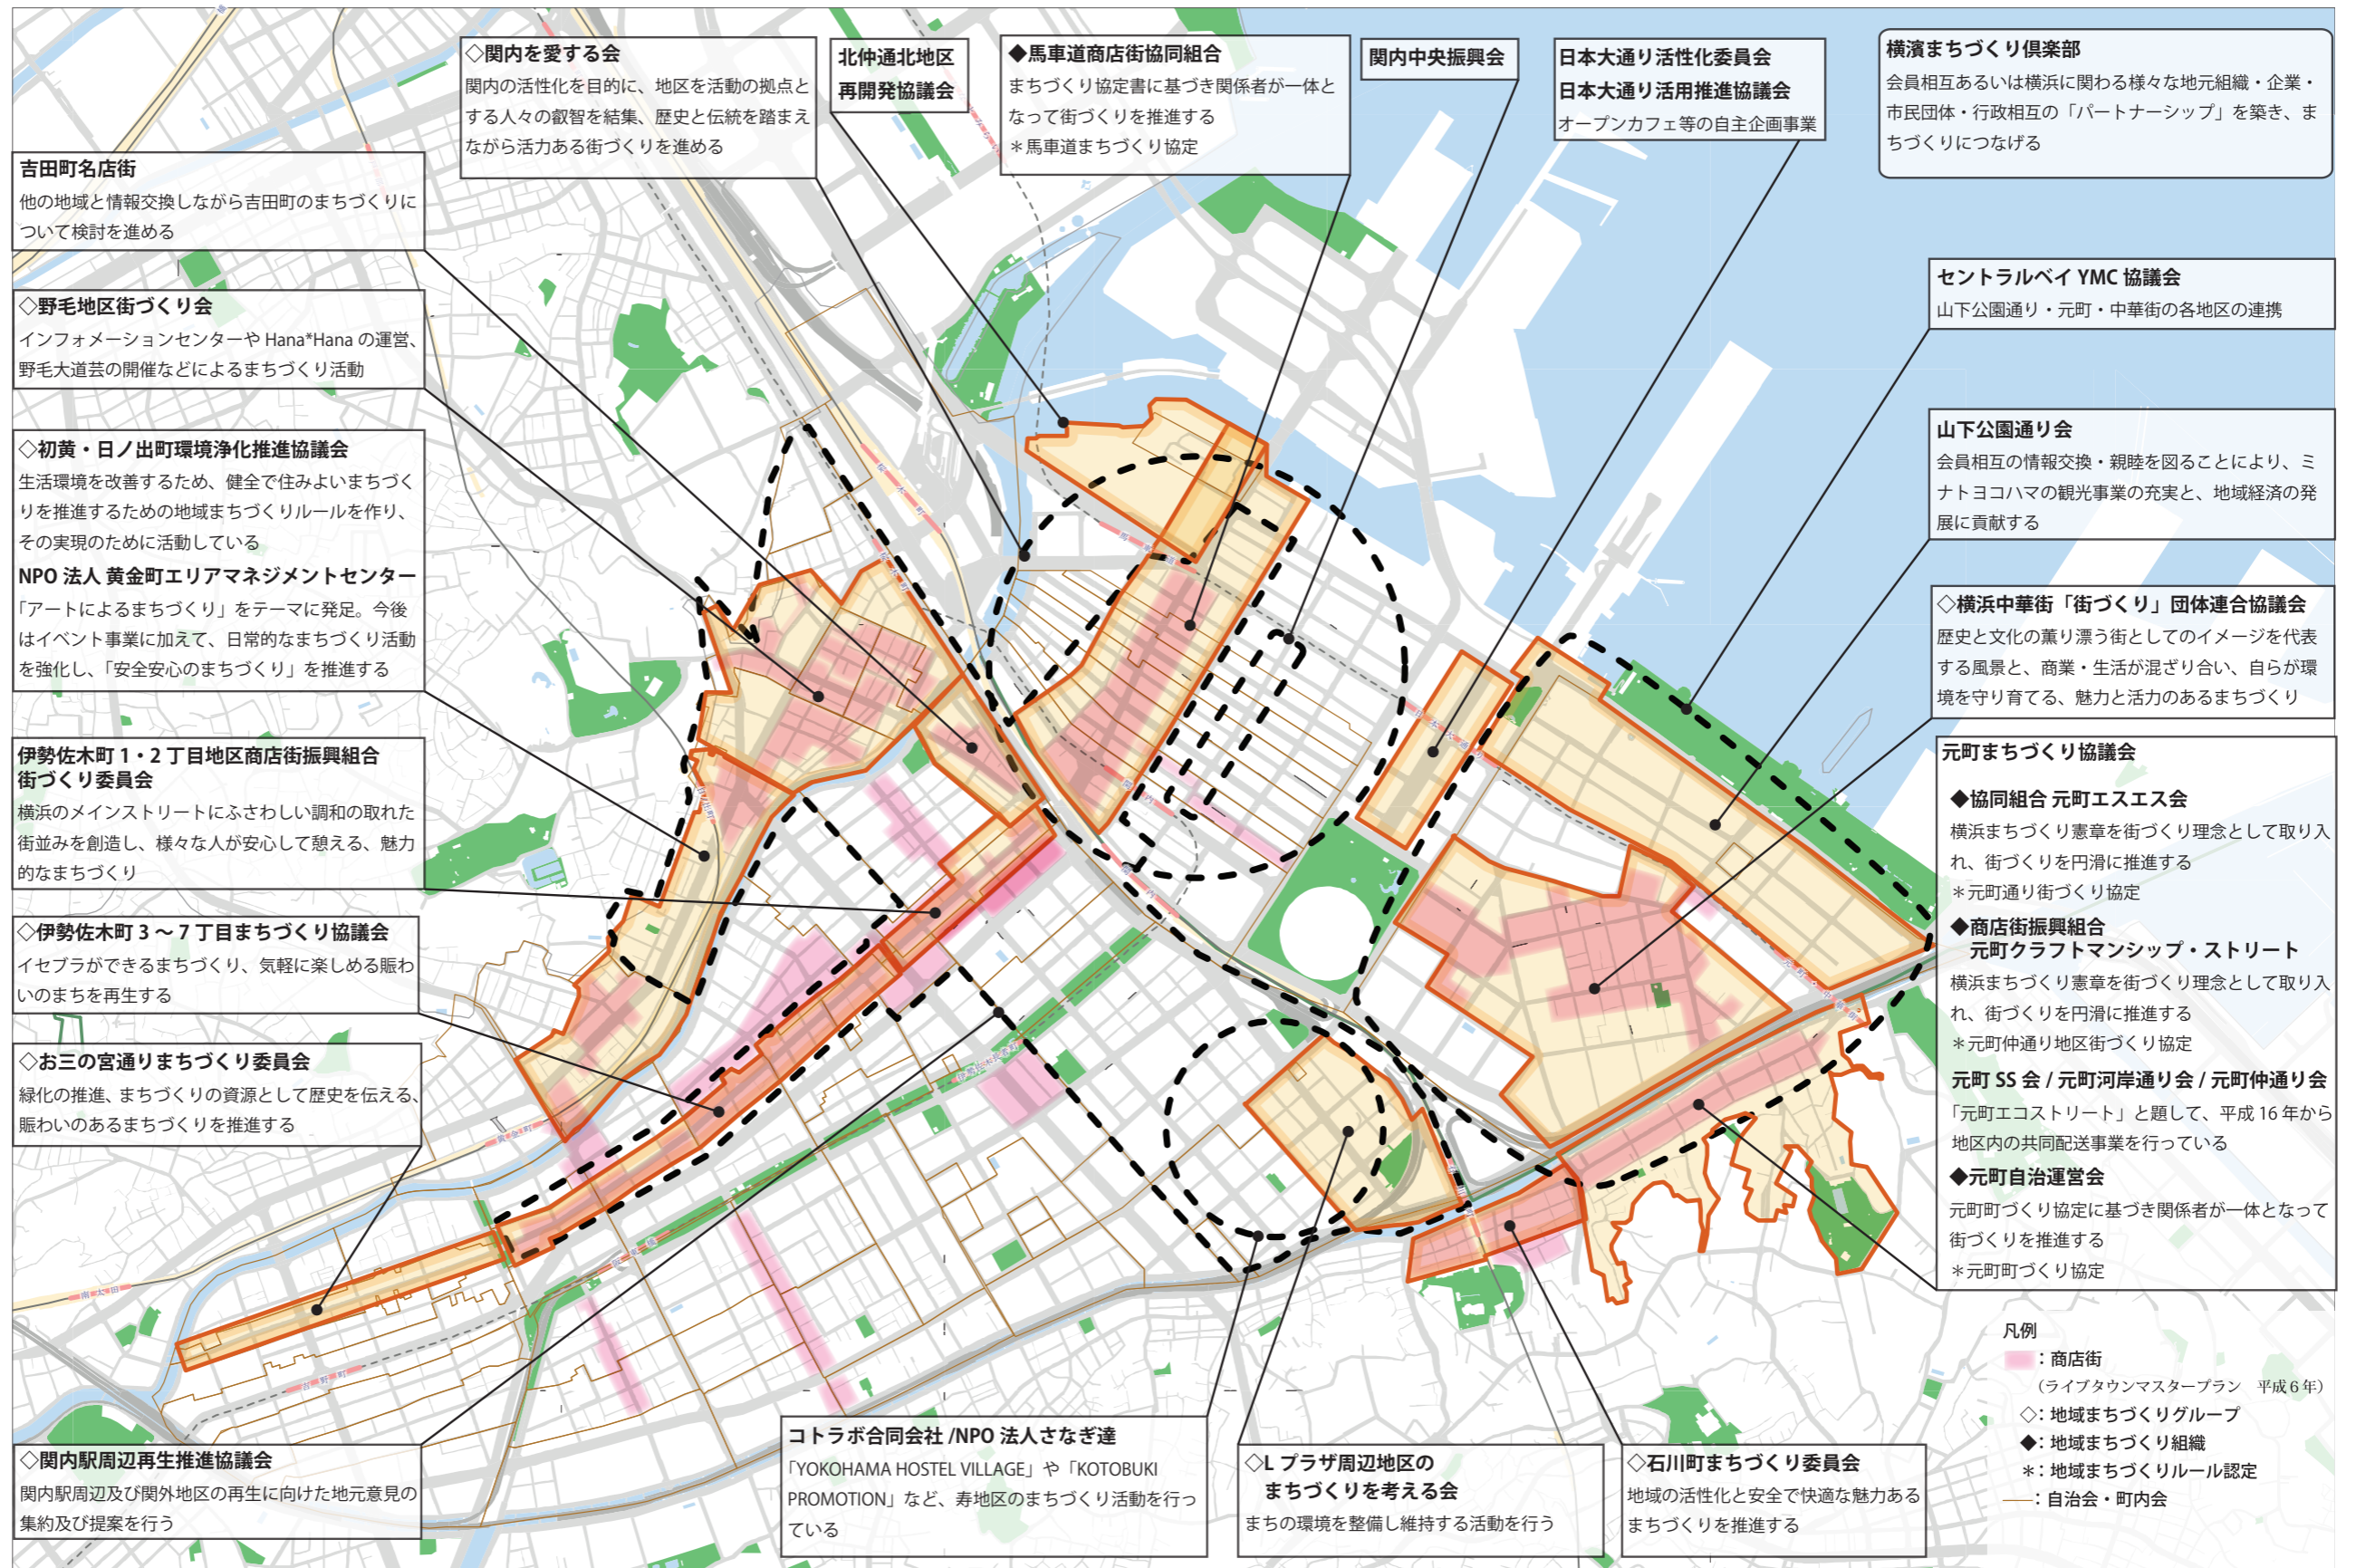 ◇関内を愛する会
関内の活性化を目的に、地区を活動の拠点と
する人々の叡智を結集、歴史と伝統を踏まえ
ながら活力ある街づくりを進める
北仲通北地区
再開発協議会
◆馬車道商店街協同組合
まちづくり協定書に基づき関係者が一体と
なって街づくりを推進する
＊馬車道まちづくり協定
関内中央振興会
日本大通り活性化委員会
日本大通り活用推進協議会
オープンカフェ等の自主企画事業
横濱まちづくり倶楽部
会員相互あるいは横浜に関わる様々な地元組織・企業・
市民団体・行政相互の「パートナーシップ」を築き、ま
ちづくりにつなげる
吉田町名店街
他の地域と情報交換しながら吉田町のまちづくりに
ついて検討を進める
◇野毛地区街づくり会
インフォメーションセンターや Hana*Hana の運営、
野毛大道芸の開催などによるまちづくり活動
◇初黄・日ノ出町環境浄化推進協議会
生活環境を改善するため、健全で住みよいまちづく
りを推進するための地域まちづくりルールを作り、
その実現のために活動している
NPO 法人 黄金町エリアマネジメントセンター
「アートによるまちづくり」をテーマに発足。今後
はイベント事業に加えて、日常的なまちづくり活動
を強化し、「安全安心のまちづくり」を推進する
伊勢佐木町 1・2 丁目地区商店街振興組合
街づくり委員会
横浜のメインストリートにふさわしい調和の取れた
街並みを創造し、様々な人が安心して憩える、魅力
的なまちづくり
◇伊勢佐木町 3 ～ 7 丁目まちづくり協議会
イセブラができるまちづくり、気軽に楽しめる賑わ
いのまちを再生する
◇お三の宮通りまちづくり委員会
緑化の推進、まちづくりの資源として歴史を伝える、
賑わいのあるまちづくりを推進する
◇関内駅周辺再生推進協議会
関内駅周辺及び関外地区の再生に向けた地元意見の
集約及び提案を行う
コトラボ合同会社 /NPO 法人さなぎ達
「YOKOHAMA HOSTEL VILLAGE」や「KOTOBUKI
PROMOTION」など、寿地区のまちづくり活動を行っ
ている
◇L プラザ周辺地区の
まちづくりを考える会
まちの環境を整備し維持する活動を行う
◇石川町まちづくり委員会
地域の活性化と安全で快適な魅力ある
まちづくりを推進する
セントラルベイ YMC 協議会
山下公園通り・元町・中華街の各地区の連携
山下公園通り会
会員相互の情報交換・親睦を図ることにより、ミ
ナトヨコハマの観光事業の充実と、地域経済の発
展に貢献する
◇横浜中華街「街づくり」団体連合協議会
歴史と文化の薫り漂う街としてのイメージを代表
する風景と、商業・生活が混ざり合い、自らが環
境を守り育てる、魅力と活力のあるまちづくり
元町まちづくり協議会
◆協同組合 元町エスエス会
横浜まちづくり憲章を街づくり理念として取り入
れ、街づくりを円滑に推進する
＊元町通り街づくり協定
◆商店街振興組合
元町クラフトマンシップ・ストリート
横浜まちづくり憲章を街づくり理念として取り入
れ、街づくりを円滑に推進する
＊元町仲通り地区街づくり協定
元町 SS 会 / 元町河岸通り会 / 元町仲通り会
「元町エコストリート」と題して、平成 16 年から
地区内の共同配送事業を行っている
◆元町自治運営会
元町町づくり協定に基づき関係者が一体となって
街づくりを推進する
＊元町町づくり協定
凡例
：商店街
（ライブタウンマスタープラン　平成６年）
◇：地域まちづくりグループ
◆：地域まちづくり組織
＊：地域まちづくりルール認定
：自治会・町内会
桜木町
桜木町
馬車道
関内
関内
日本大通り
元町・中華街
石川町
日ノ出町
黄金町
南太田
吉野町
阪東橋
伊勢佐木長者町